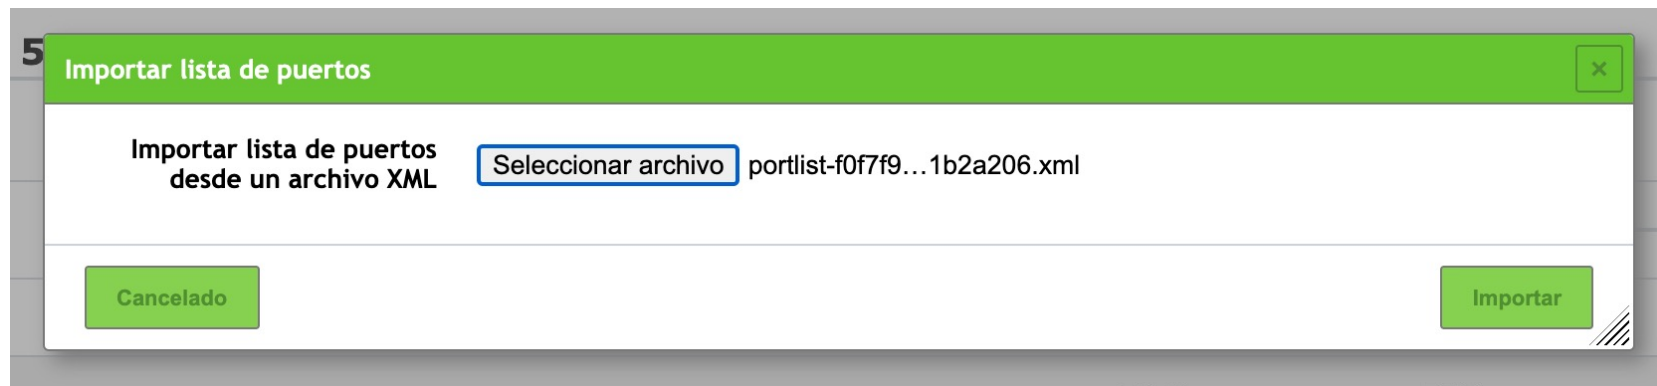 5
Importar lista de puertos
×
Importar lista de puertos
desde un archivo XML
Seleccionar archivo portlist-f0f7f9…1b2a206.xml
Cancelado
Importar